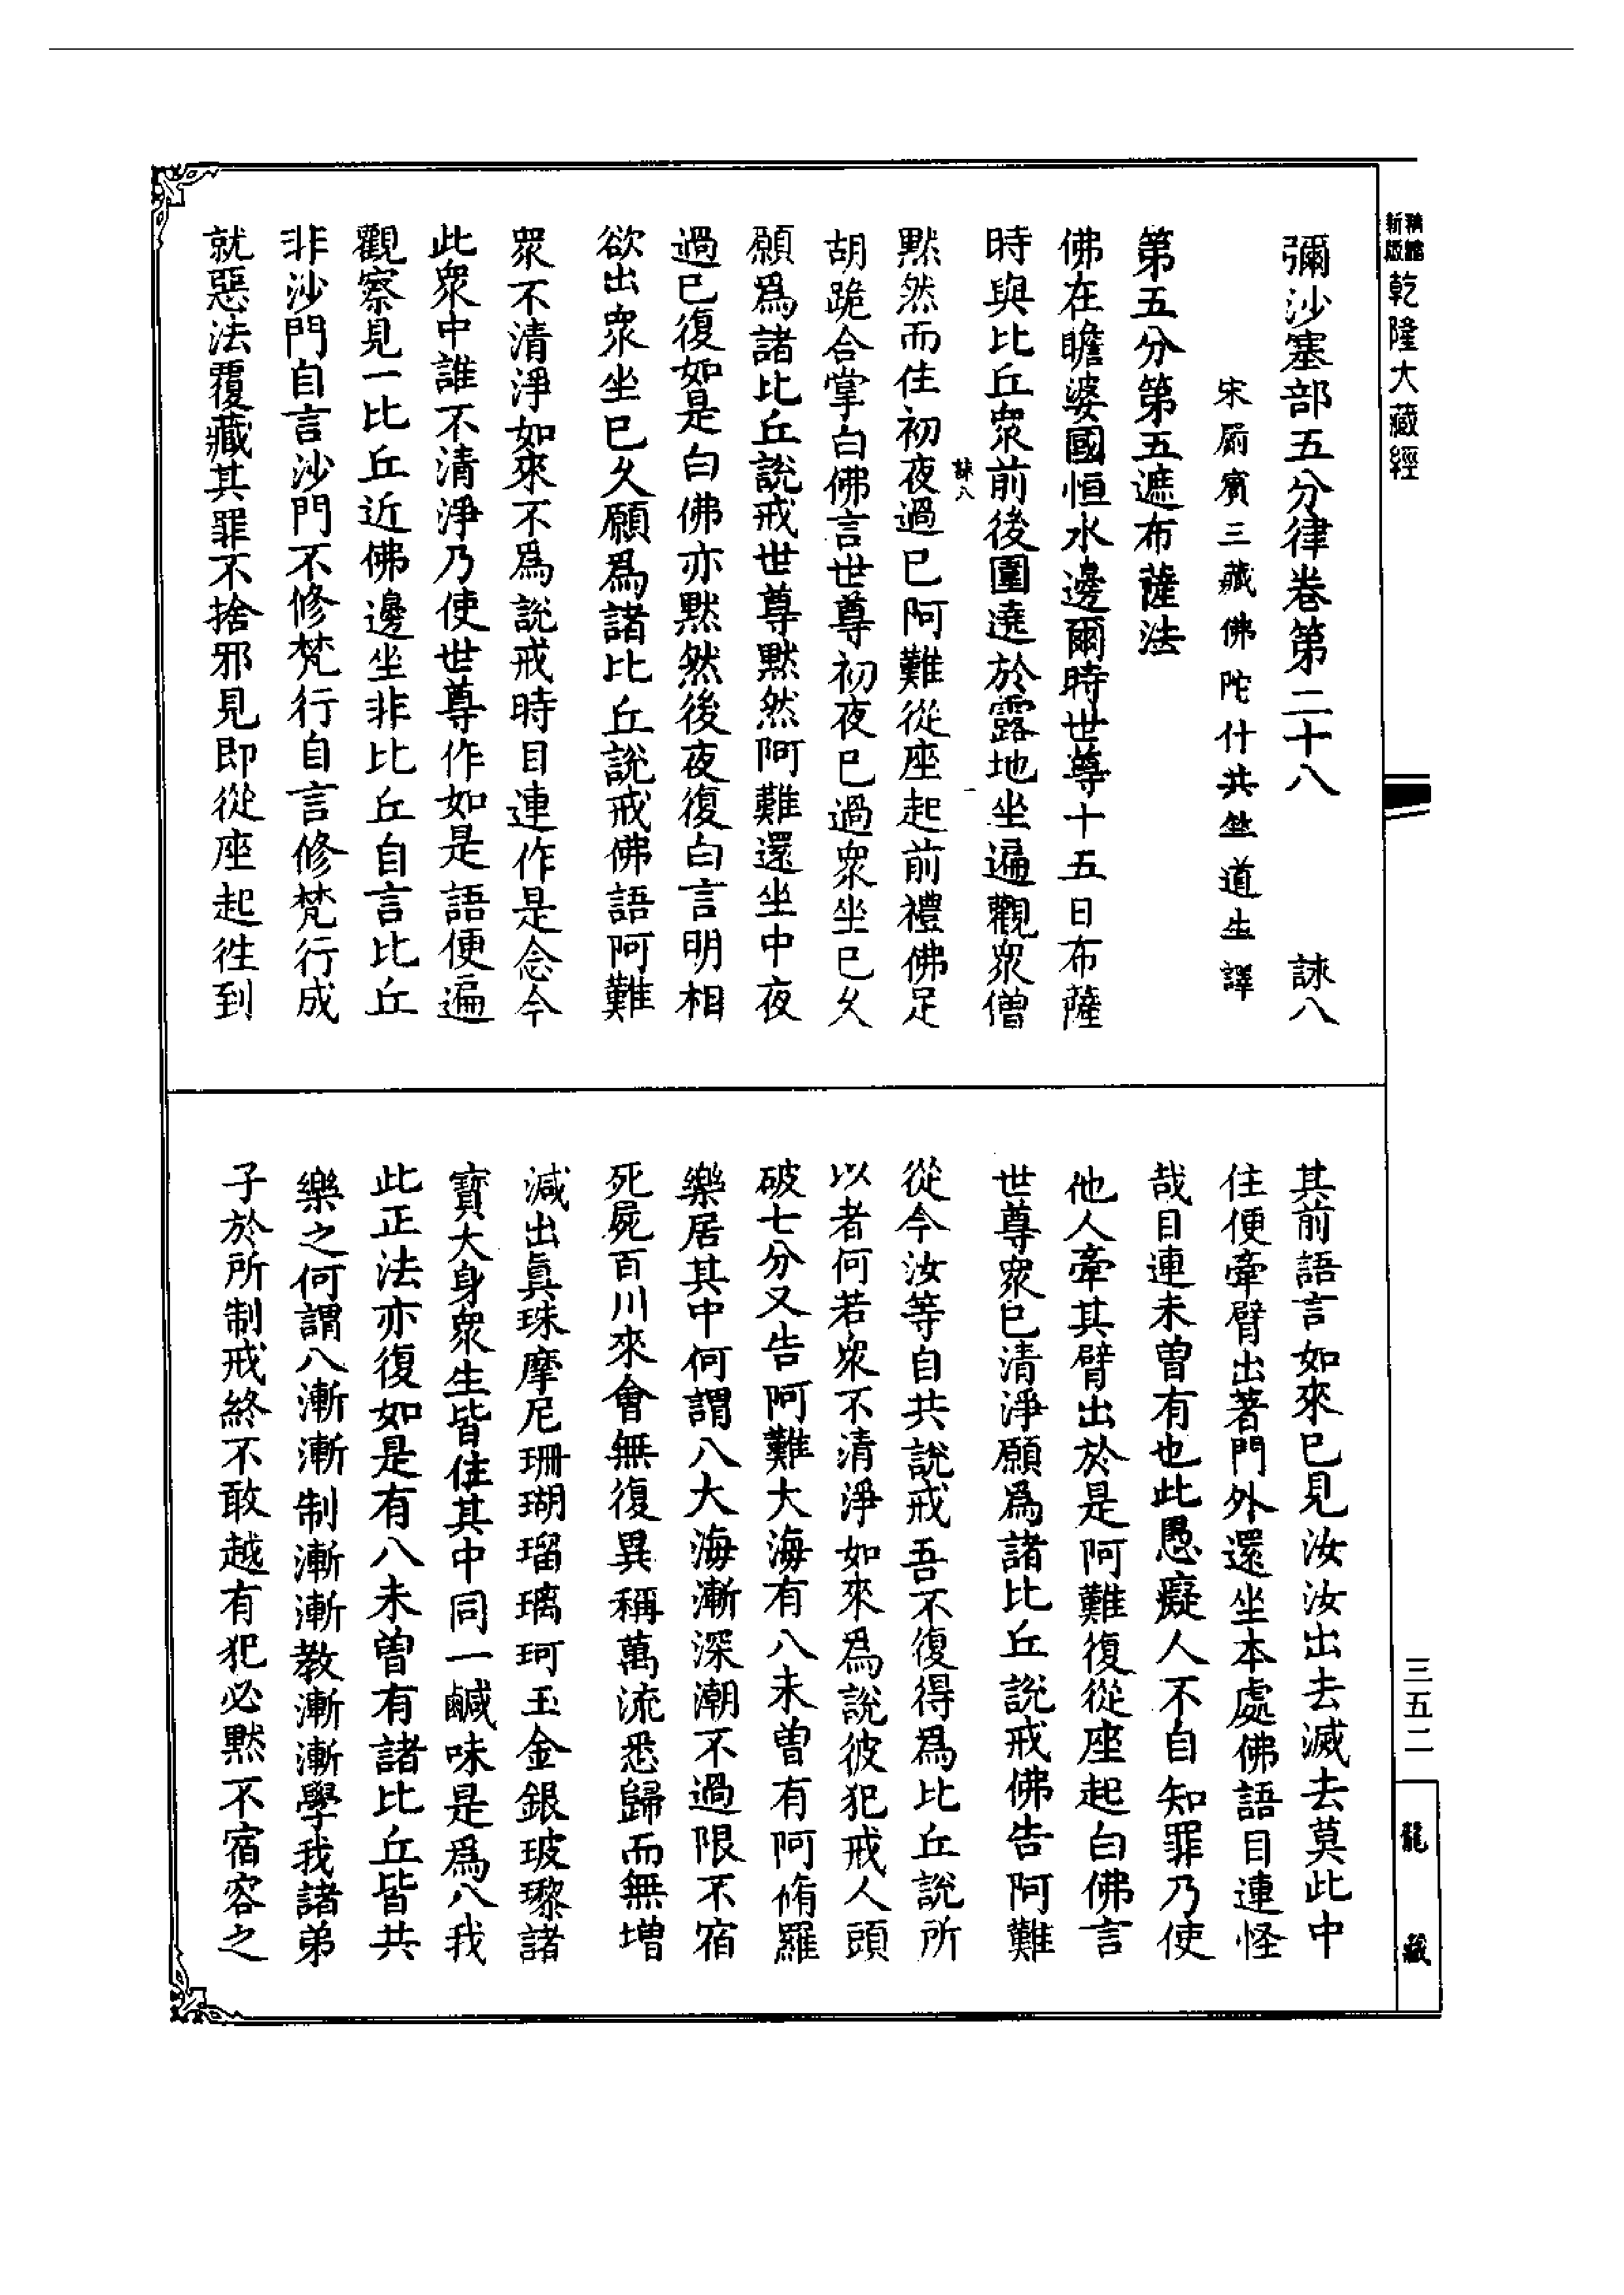 新版
精縮
乾隆大藏經
彌沙塞部五分律卷第二十八 誄八
宋罽賓三藏佛陀什共竺道生譯
第五分第五遮布薩法
佛在瞻婆國恒水邊爾時世尊十五日布薩
時與比丘衆前後圍遶於露地坐遍觀衆僧
誄八
默然而住初夜過已阿難從座起前禮佛足
胡跪合掌白佛言世尊初夜已過衆坐已久
願爲諸比丘說戒世尊默然阿難還坐中夜
過已復如是白佛亦默然後夜復白言明相
欲出衆坐已久願爲諸比丘說戒佛語阿難
衆不清淨如來不爲說戒時目連作是念今
此衆中誰不清淨乃使世尊作如是語便遍
觀察見一比丘近佛邊坐非比丘自言比丘
非沙門自言沙門不修梵行自言修梵行成
就惡法覆藏其罪不捨邪見即從座起徃到
其前語言如來已見汝汝出去滅去莫此中
住便牽臂出著門外還坐本處佛語目連怪
哉目連未曾有也此愚癡人不自知罪乃使
他人牽其臂出於是阿難復從座起白佛言
世尊衆已清淨願爲諸比丘說戒佛告阿難
從今汝等自共說戒吾不復得爲比丘說所
以者何若衆不清淨如來爲說彼犯戒人頭
破七分又告阿難大海有八未曾有阿脩羅
樂居其中何謂八大海漸深潮不過限不宿
死屍百川來會無復異稱萬流悉歸而無增
減出眞珠摩尼珊瑚瑠璃珂玉金銀玻瓈諸
寶大身衆生皆住其中同一鹹味是爲八我
此正法亦復如是有八未曾有諸比丘皆共
樂之何謂八漸漸制漸漸教漸漸學我諸弟
子於所制戒終不敢越有犯必黙不宿容之
三五二
龍藏